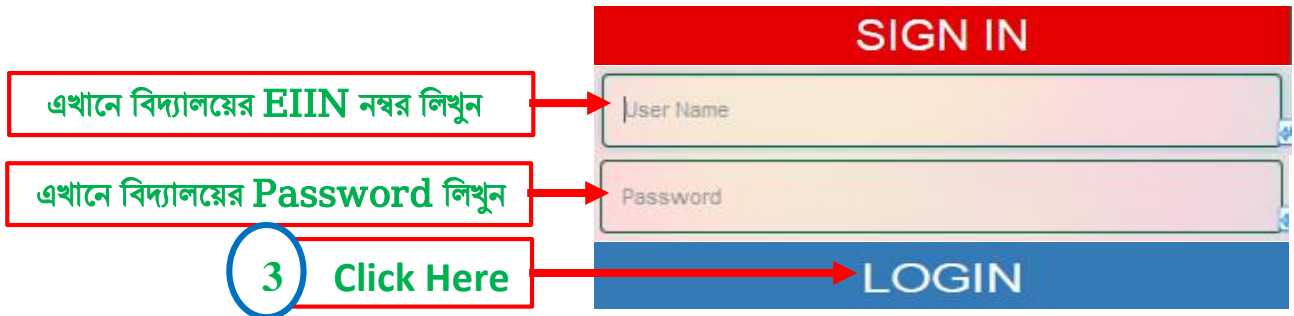 SIGN IN
এখানে বিদ্যালয়ের EIIN নম্বর লিখুন
User Name
এখানে বিদ্যালয়ের Password লিখুন
Password
3 Click Here
LOGIN